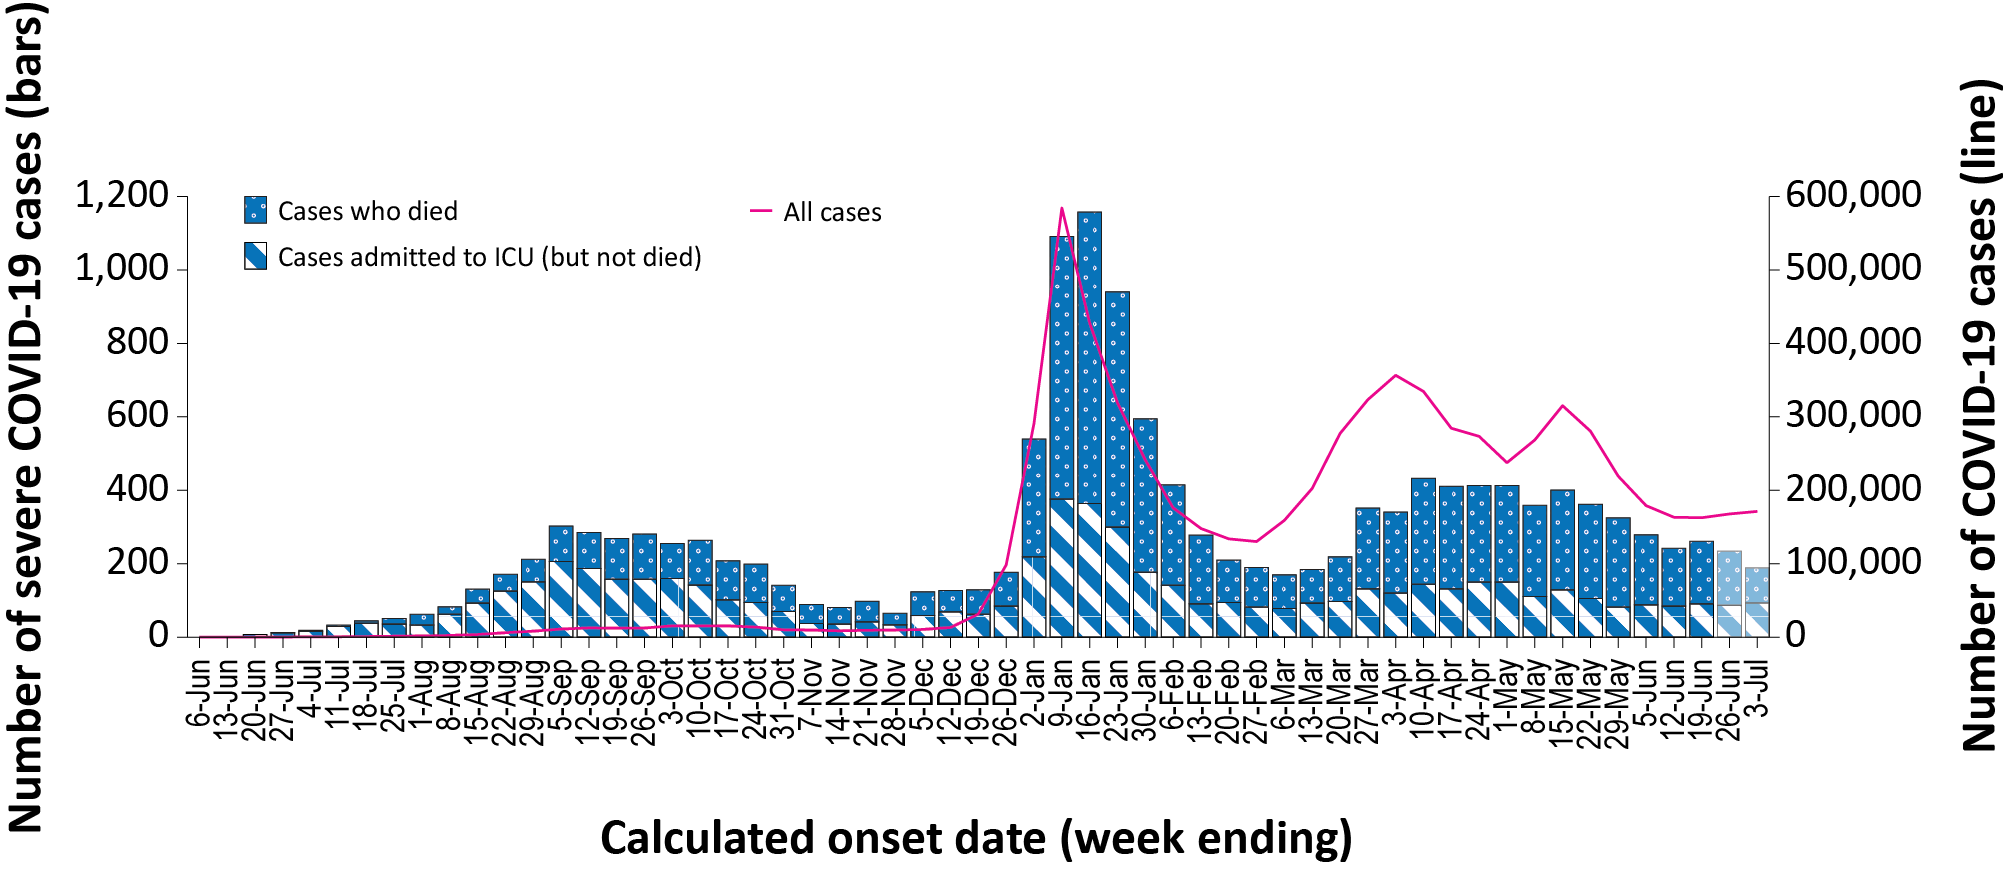 Number of severe COVID-19 cases (bars)
1,200
1,000
800
600
400
200
0
Cases who died
Cases admitted to ICU (but not died)
All cases
600,000
500,000
400,000
300,000
200,000
100,000
0
Number of COVID-19 cases (line)
6-Jun
13-Jun
20-Jun
27-Jun
4-Jul
11-Jul
18-Jul
25-Jul
1-Aug
8-Aug
15-Aug
22-Aug
29-Aug
5-Sep
12-Sep
19-Sep
26-Sep
3-Oct
10-Oct
17-Oct
24-Oct
31-Oct
7-Nov
14-Nov
21-Nov
28-Nov
5-Dec
12-Dec
19-Dec
26-Dec
2-Jan
9-Jan
16-Jan
23-Jan
30-Jan
6-Feb
13-Feb
20-Feb
27-Feb
6-Mar
13-Mar
20-Mar
27-Mar
3-Apr
10-Apr
17-Apr
24-Apr
1-May
8-May
15-May
22-May
29-May
5-Jun
12-Jun
19-Jun
26-Jun
3-Jul
Calculated onset date (week ending)